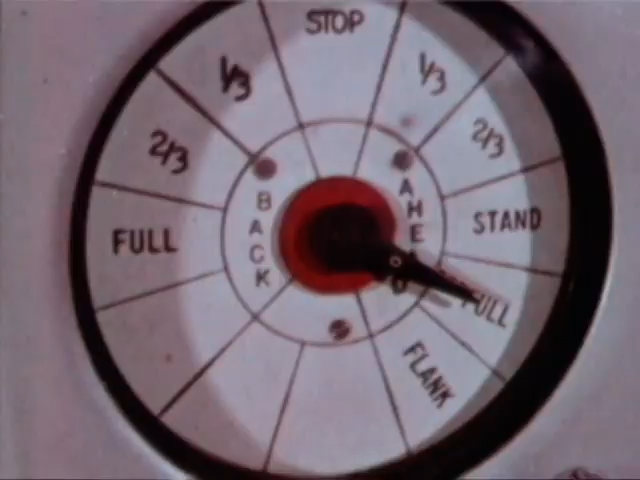 STOP
1/3
1/3
2/3
2/3
BACK
AHEAD
FULL
STAND
FULL
FLANK